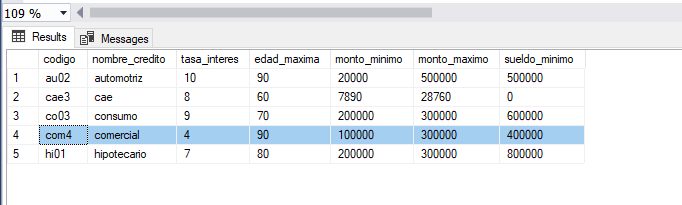 109 %
Results Messages
codigo nombre_credito tasa_interes edad_maxima monto_minimo monto_maximo sueldo_minimo
1 au02 automotriz 10 90 20000 500000 500000
2 cae3 cae 8 60 7890 28760 0
3 co03 consumo 9 70 200000 300000 600000
4 com4 comercial 4 90 100000 300000 400000
5 hi01 hipotecario 7 80 200000 300000 800000